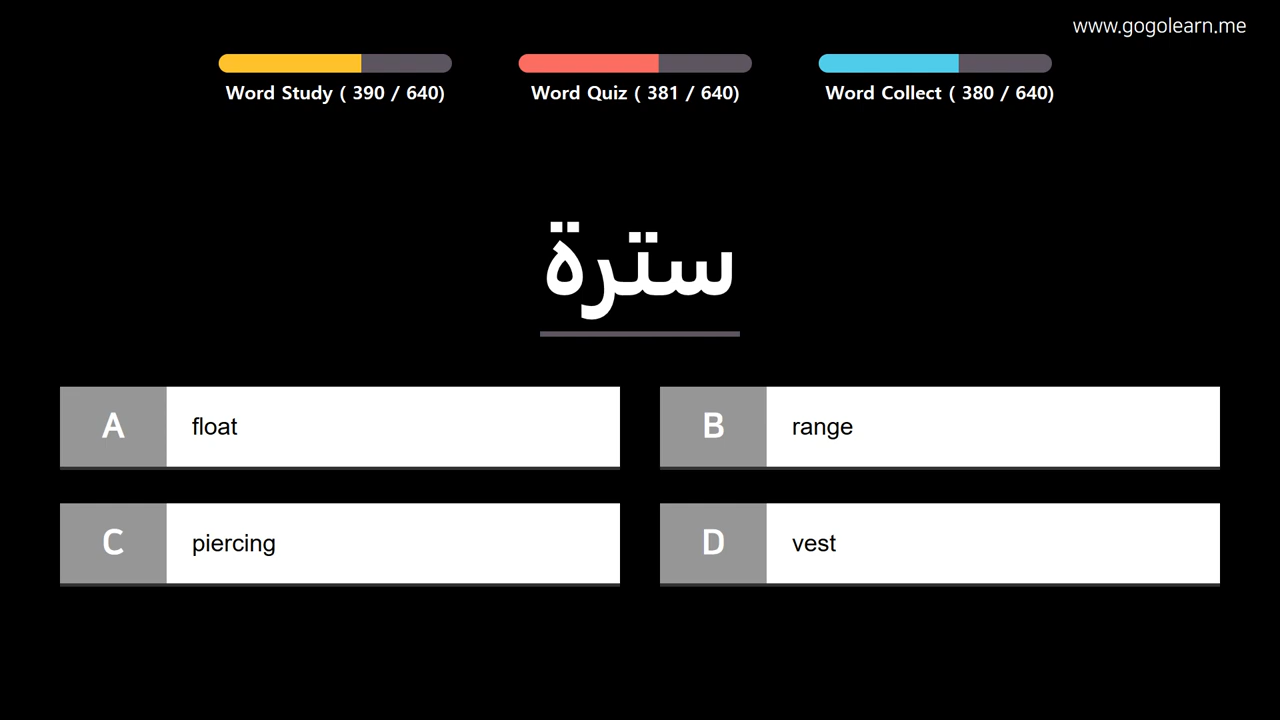 www.gogolearn.me
Word Study ( 390 / 640)
Word Quiz ( 381 / 640)
Word Collect ( 380 / 640)
سترة
A float
B range
C piercing
D vest